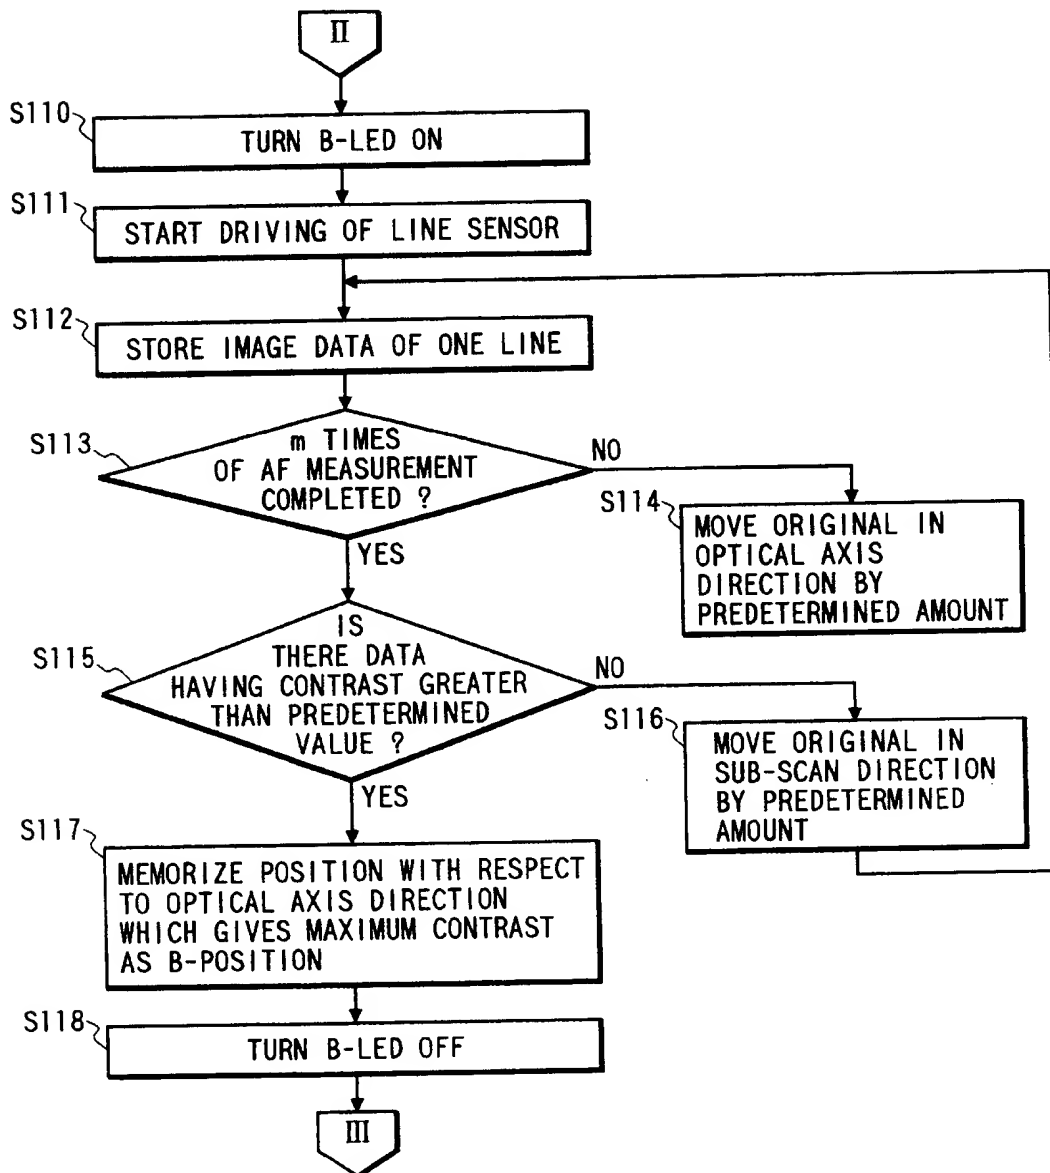 II
S110
TURN B-LED ON
S111
START DRIVING OF LINE SENSOR
S112
STORE IMAGE DATA OF ONE LINE
S113
m TIMES
OF AF MEASUREMENT
COMPLETED ?
NO
YES
S114
MOVE ORIGINAL IN
OPTICAL AXIS
DIRECTION BY
PREDETERMINED AMOUNT
S115
IS
THERE DATA
HAVING CONTRAST GREATER
THAN PREDETERMINED
VALUE ?
NO
YES
S116
MOVE ORIGINAL IN
SUB-SCAN DIRECTION
BY PREDETERMINED
AMOUNT
S117
MEMORIZE POSITION WITH RESPECT
TO OPTICAL AXIS DIRECTION
WHICH GIVES MAXIMUM CONTRAST
AS B-POSITION
S118
TURN B-LED OFF
III